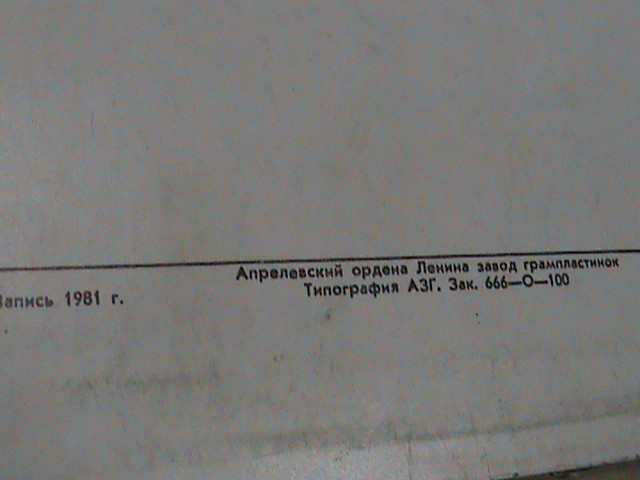 Апрелевский ордена Ленина завод грампластинок
Запись 1981 г.
Типография АЗГ. Зак. 666—О—100